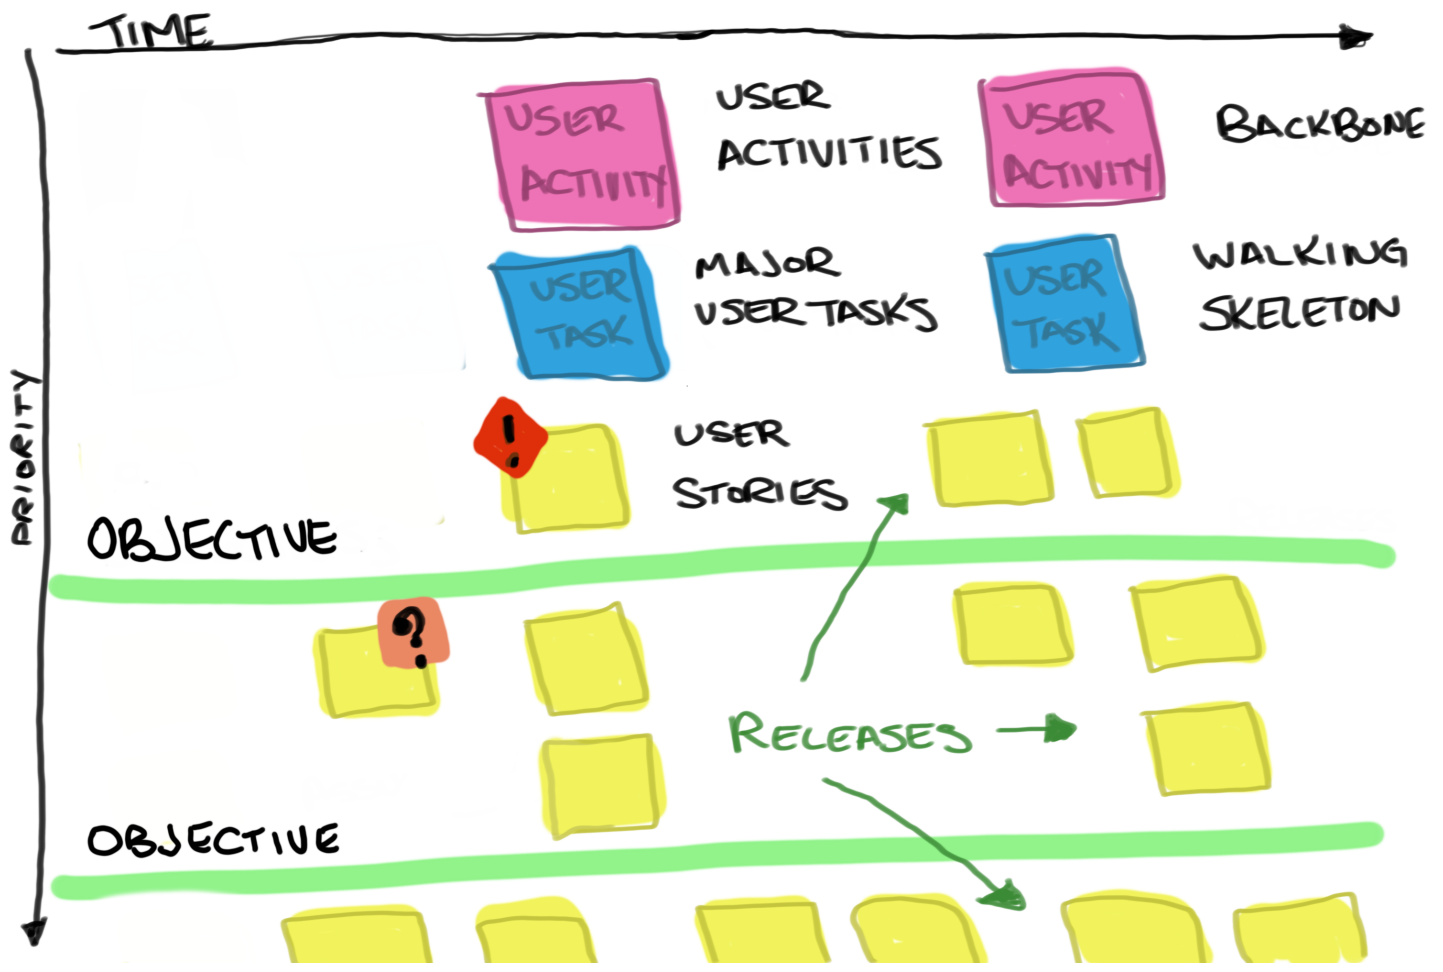 TIME
USER
ACTIVITY
USER
ACTIVITIES
USER
ACTIVITY
BACKBONE
USER
TASK
MAJOR
USER TASKS
USER
TASK
WALKING
SKELETON
PRIORITY
!
USER
STORIES
OBJECTIVE
?
RELEASES
OBJECTIVE